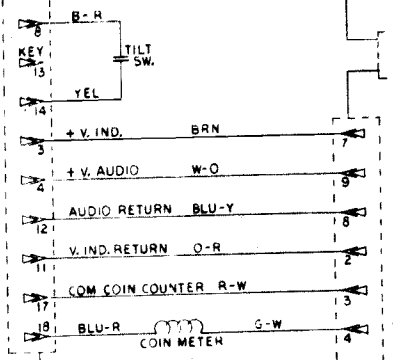 B-R
8
KEY
13
TILT
SW.
YEL
14
+ V. IND. BRN
3 7
+ V. AUDIO W-O
4 9
AUDIO RETURN BLU-Y
12 8
V. IND. RETURN O-R
11 2
COM COIN COUNTER R-W
17 3
18 BLU-R G-W
COIN METER 4